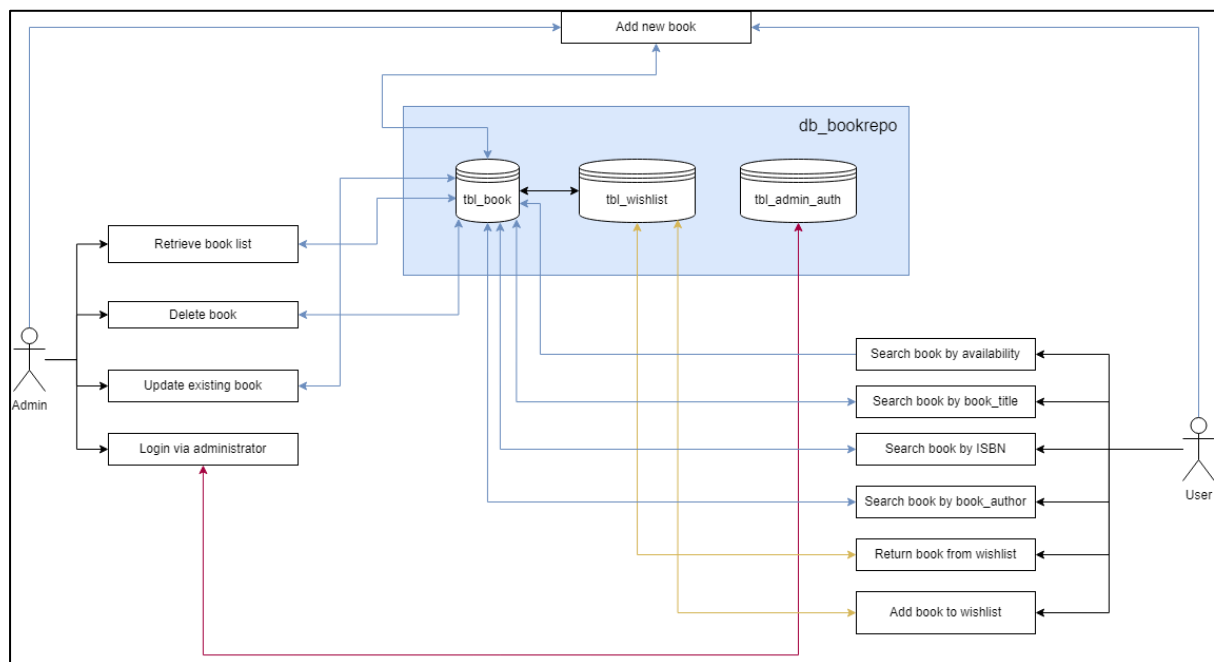 Add new book
db_bookrepo
tbl_book
tbl_wishlist
tbl_admin_auth
Retrieve book list
Delete book
Update existing book
Login via administrator
Admin
Search book by availability
Search book by book_title
Search book by ISBN
Search book by book_author
Return book from wishlist
Add book to wishlist
User